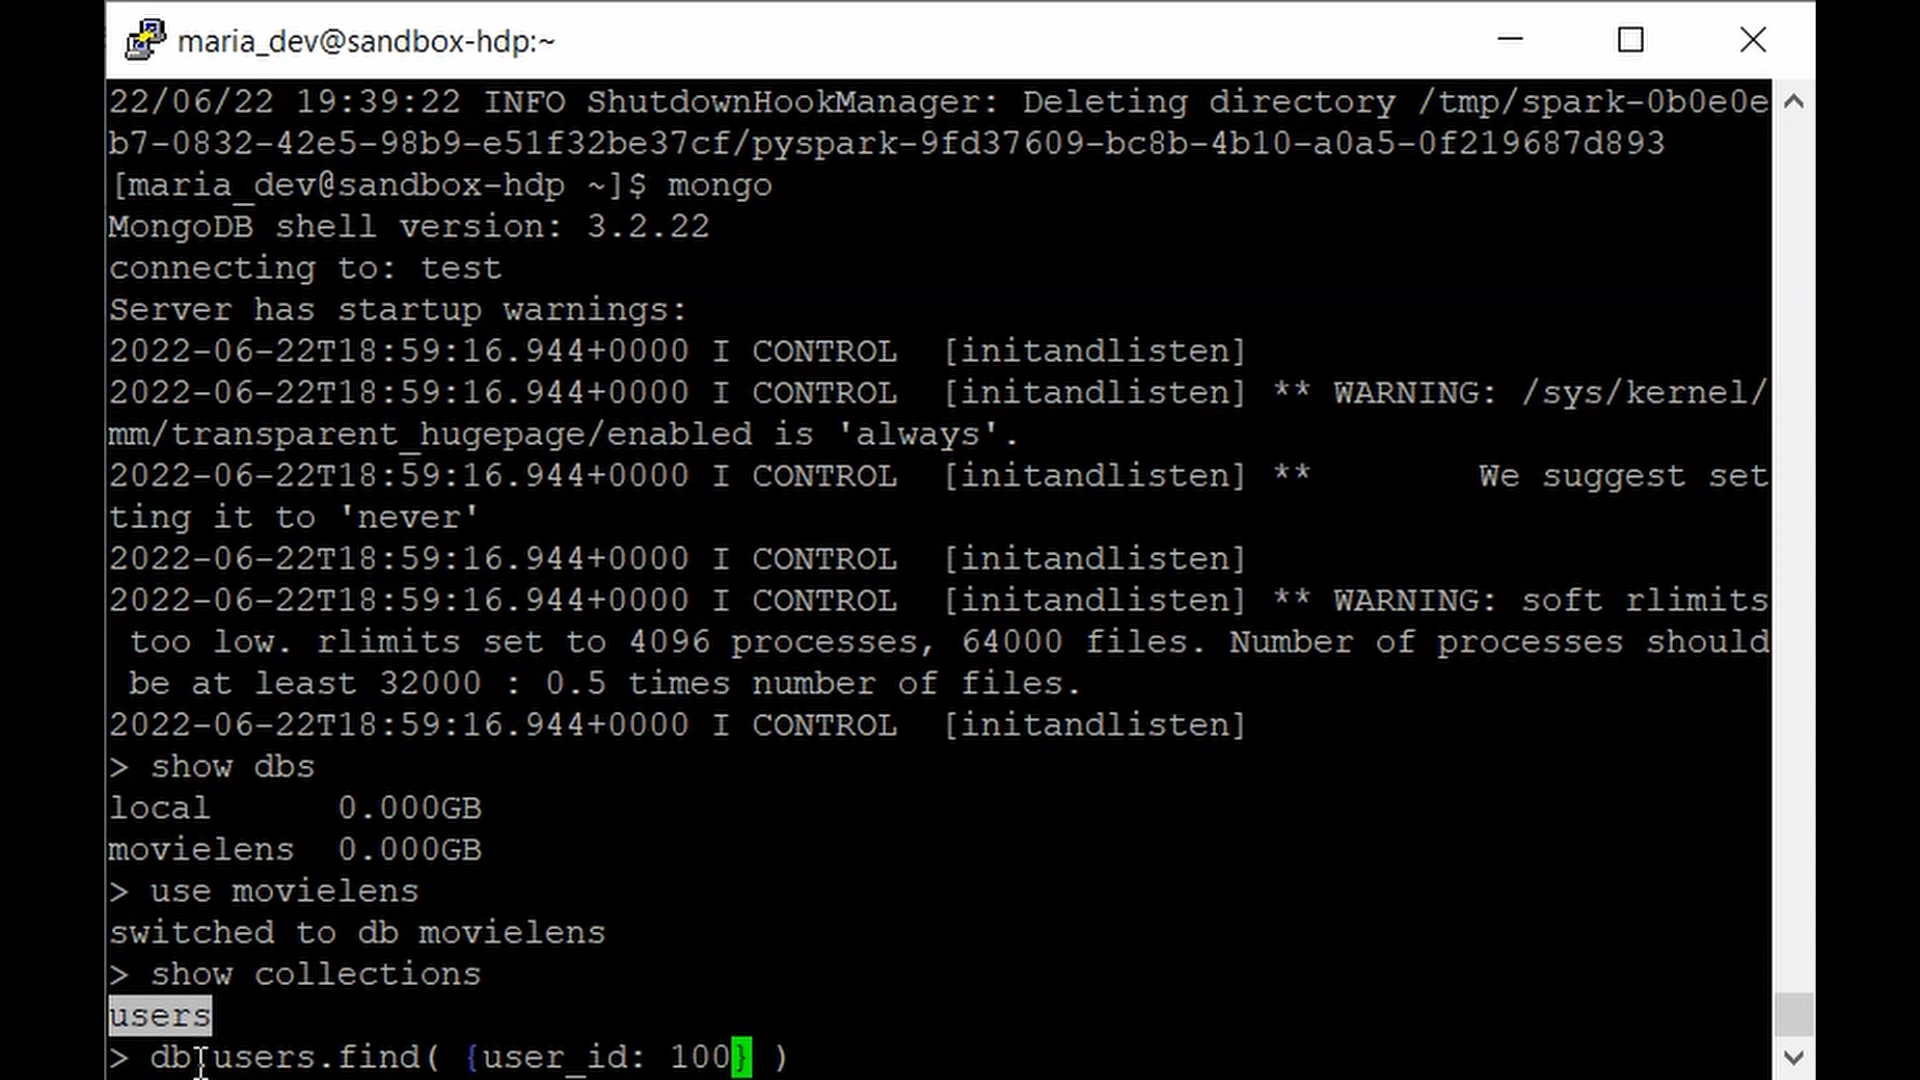 maria_dev@sandbox-hdp:~
22/06/22 19:39:22 INFO ShutdownHookManager: Deleting directory /tmp/spark-0b0e0e
b7-0832-42e5-98b9-e51f32be37cf/pyspark-9fd37609-bc8b-4b10-a0a5-0f219687d893
[maria_dev@sandbox-hdp ~]$ mongo
MongoDB shell version: 3.2.22
connecting to: test
Server has startup warnings:
2022-06-22T18:59:16.944+0000 I CONTROL  [initandlisten]
2022-06-22T18:59:16.944+0000 I CONTROL  [initandlisten] ** WARNING: /sys/kernel/
mm/transparent_hugepage/enabled is 'always'.
2022-06-22T18:59:16.944+0000 I CONTROL  [initandlisten] **        We suggest set
ting it to 'never'
2022-06-22T18:59:16.944+0000 I CONTROL  [initandlisten]
2022-06-22T18:59:16.944+0000 I CONTROL  [initandlisten] ** WARNING: soft rlimits
 too low. rlimits set to 4096 processes, 64000 files. Number of processes should
 be at least 32000 : 0.5 times number of files.
2022-06-22T18:59:16.944+0000 I CONTROL  [initandlisten]
> show dbs
local      0.000GB
movielens  0.000GB
> use movielens
switched to db movielens
> show collections
users
> db.users.find( {user_id: 100} )